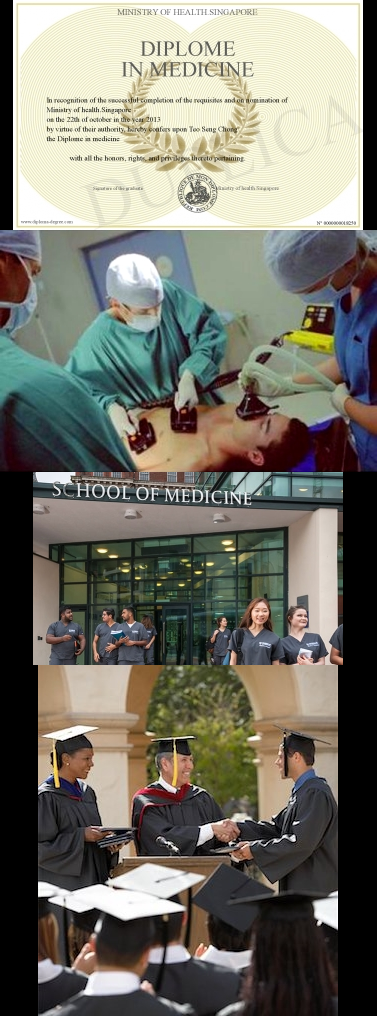 MINISTRY OF HEALTH.SINGAPORE
DIPLOME
IN MEDICINE
In recognition of the successful completion of the requisites and on nomination of
Ministry of health.Singapore
on the 22th of october in the year 2013
by virtue of their authority, hereby confers upon Teo Seng Chong
the Diplome in medicine
with all the honors, rights, and privileges thereto pertaining.
Signature of the graduate
Ministry of health.Singapore
www.diploma-degree.com
SCHOOL OF MEDICINE